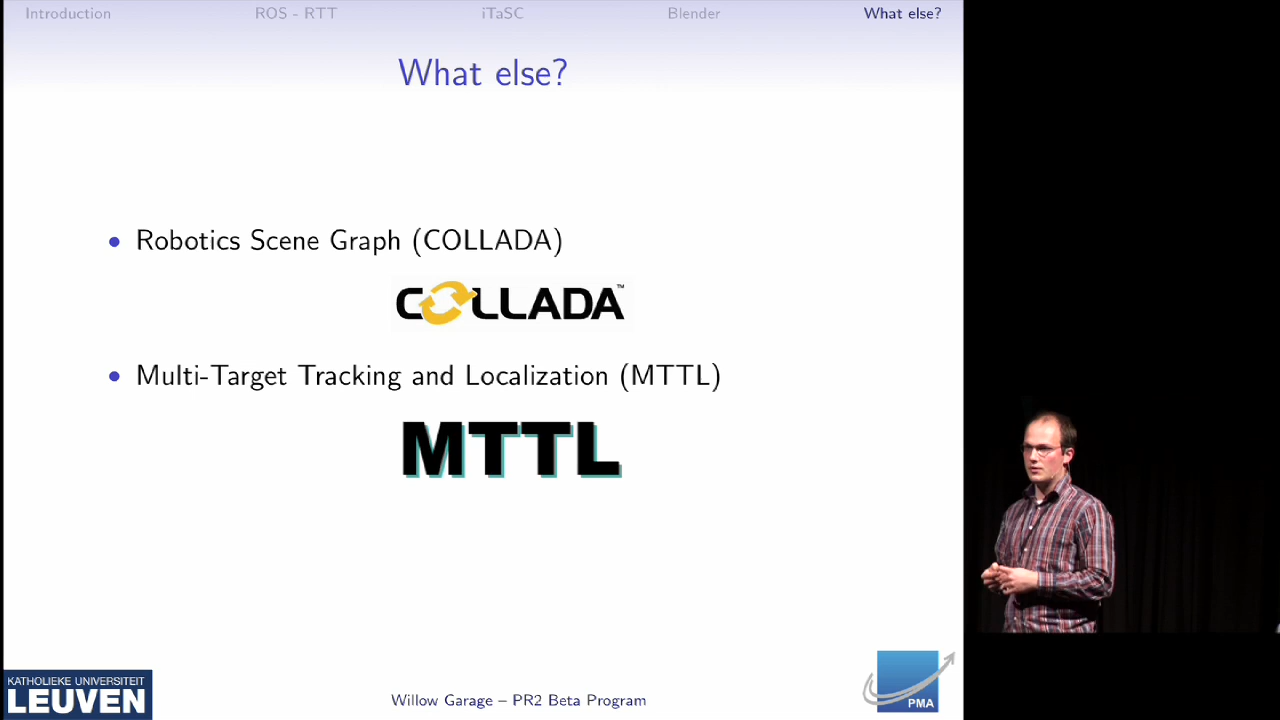 Introduction ROS - RTT iTaSC Blender What else?
What else?
• Robotics Scene Graph (COLLADA)
COLLADA™
• Multi-Target Tracking and Localization (MTTL)
MTTL
KATHOLIEKE UNIVERSITEIT
LEUVEN
Willow Garage – PR2 Beta Program
PMA